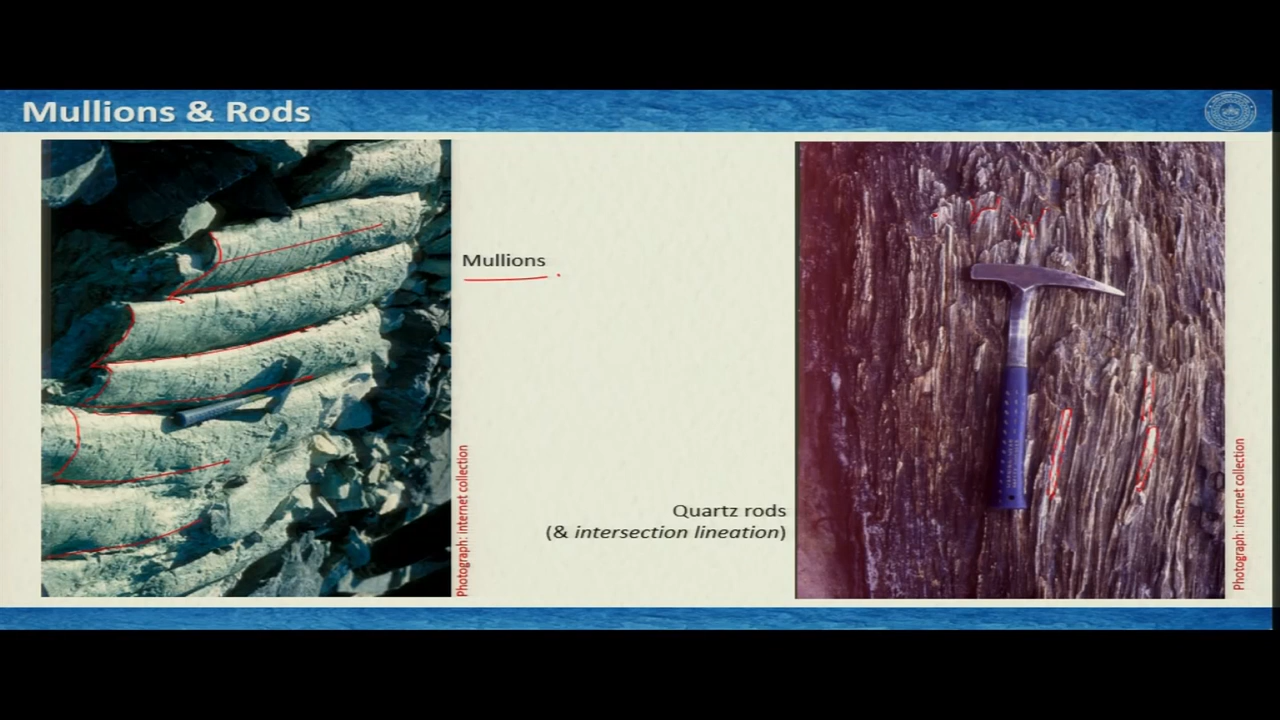 Mullions & Rods
Mullions
Photograph: internet collection
Quartz rods
(& intersection lineation)
Photograph: internet collection